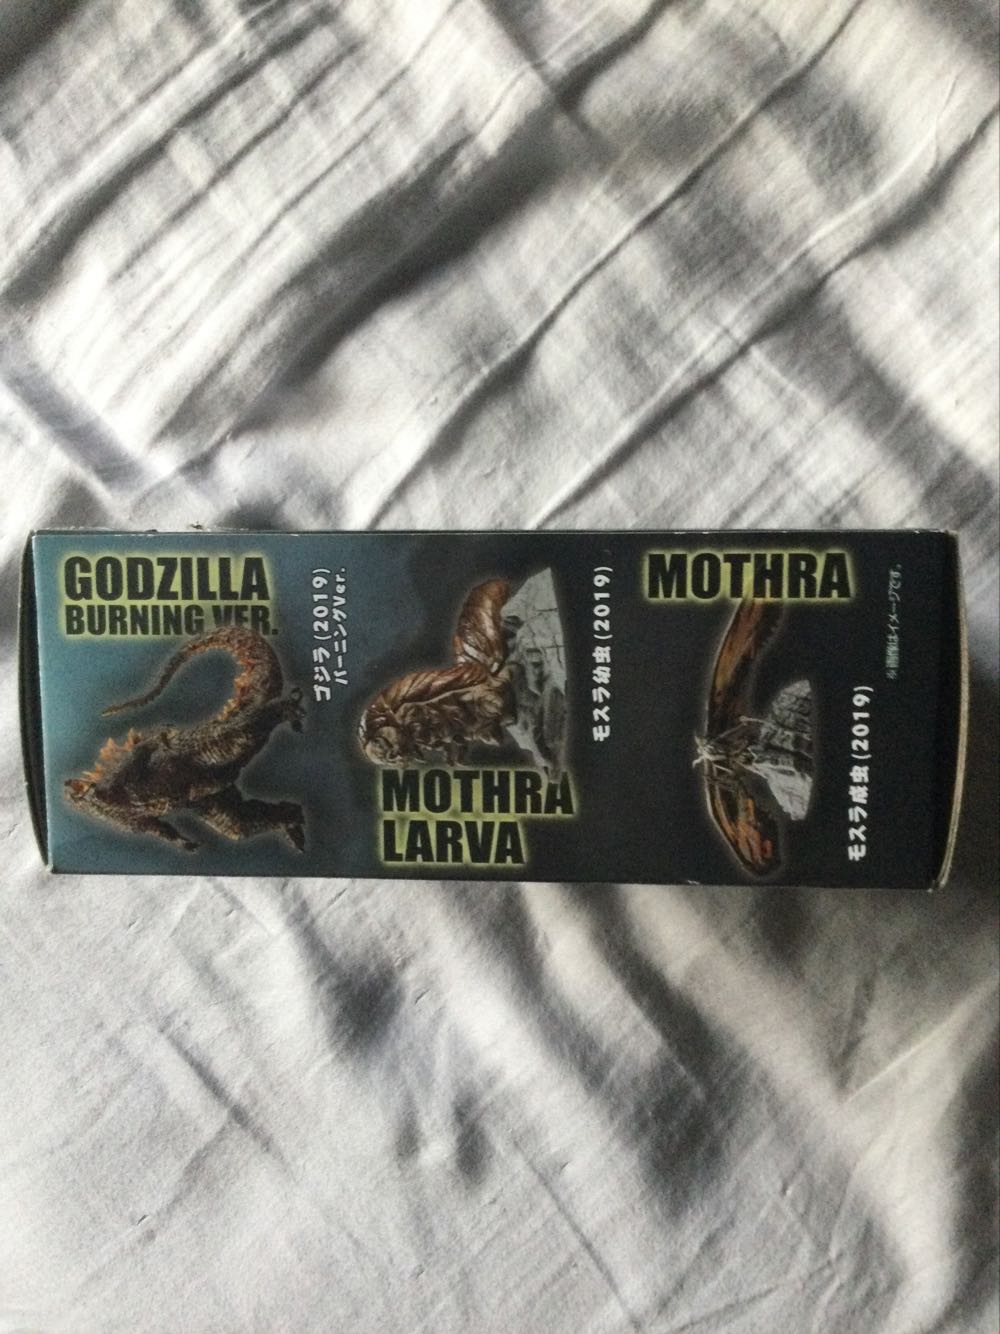 GODZILLA
BURNING VER.
ゴジラ(2019)
バーニングVer.
MOTHRA
LARVA
モスラ幼虫(2019)
MOTHRA
モスラ成虫(2019)
※画像はイメージです。